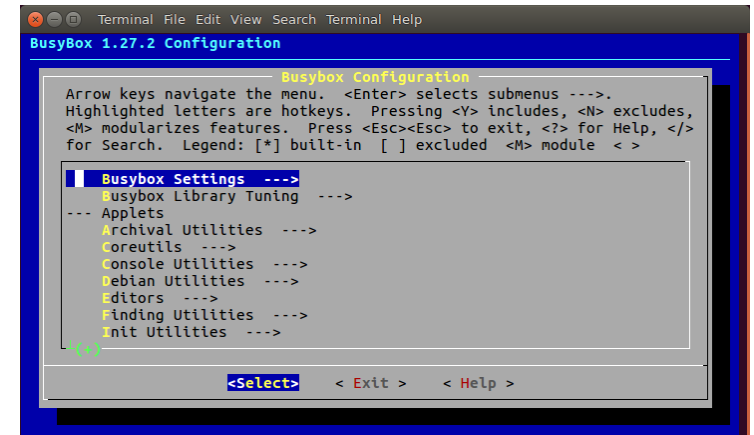 Terminal File Edit View Search Terminal Help
BusyBox 1.27.2 Configuration
Busybox Configuration
Arrow keys navigate the menu.  <Enter> selects submenus --->.
Highlighted letters are hotkeys.  Pressing <Y> includes, <N> excludes,
<M> modularizes features.  Press <Esc><Esc> to exit, <?> for Help, </>
for Search.  Legend: [*] built-in  [ ] excluded  <M> module  < >
Busybox Settings  --->
Busybox Library Tuning  --->
--- Applets
Archival Utilities  --->
Coreutils  --->
Console Utilities  --->
Debian Utilities  --->
Editors  --->
Finding Utilities  --->
Init Utilities  --->
(+)
<Select>    < Exit >    < Help >